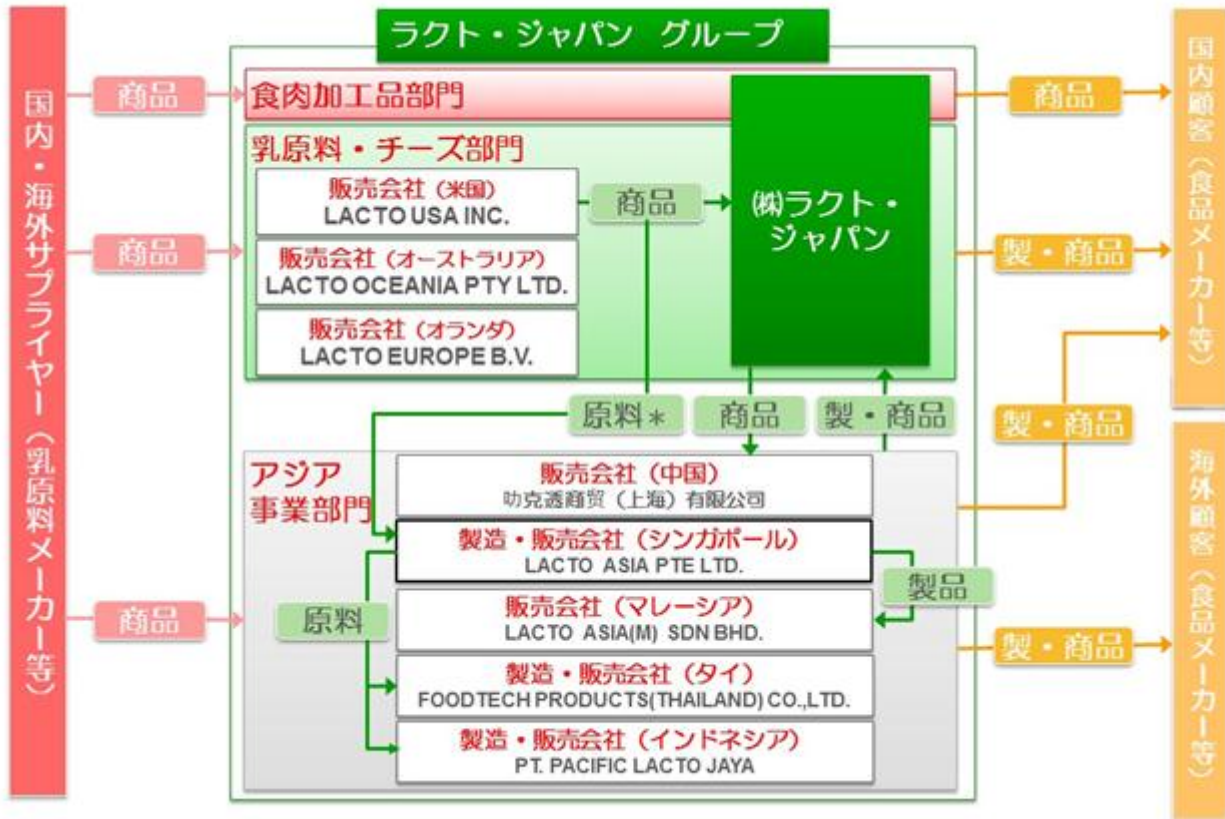 ラクト・ジャパン グループ
国内・海外サプライヤー（乳原料メーカー等）
商品
食肉加工品部門
商品
国内顧客（食品メーカー等）
乳原料・チーズ部門
販売会社（米国）
LACTO USA INC.
商品
㈱ラクト・
ジャパン
商品
販売会社（オーストラリア）
LACTO OCEANIA PTY LTD.
製・商品
販売会社（オランダ）
LACTO EUROPE B.V.
原料*
商品
製・商品
製・商品
アジア
事業部門
販売会社（中国）
叻克透商贸（上海）有限公司
製造・販売会社（シンガポール）
LACTO ASIA PTE LTD.
製品
海外顧客（食品メーカー等）
商品
原料
販売会社（マレーシア）
LACTO ASIA(M) SDN BHD.
製・商品
製造・販売会社（タイ）
FOODTECH PRODUCTS(THAILAND) CO.,LTD.
製造・販売会社（インドネシア）
PT. PACIFIC LACTO JAYA